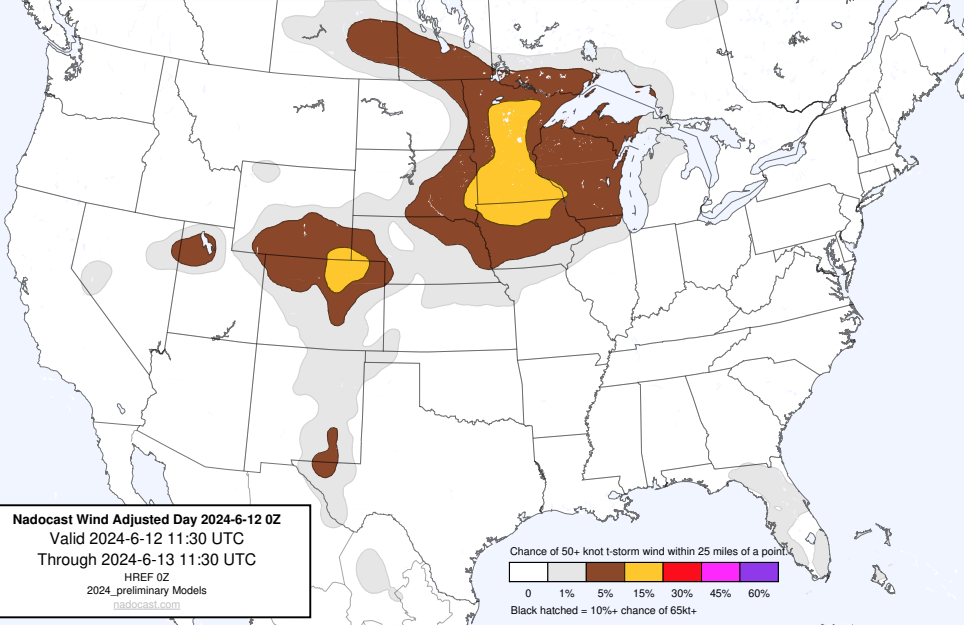 Nadocast Wind Adjusted Day 2024-6-12 0Z
Valid 2024-6-12 11:30 UTC
Through 2024-6-13 11:30 UTC
HREF 0Z
2024_preliminary Models
nadocast.com
Chance of 50+ knot t-storm wind within 25 miles of a point.
0 1% 5% 15% 30% 45% 60%
Black hatched = 10%+ chance of 65kt+